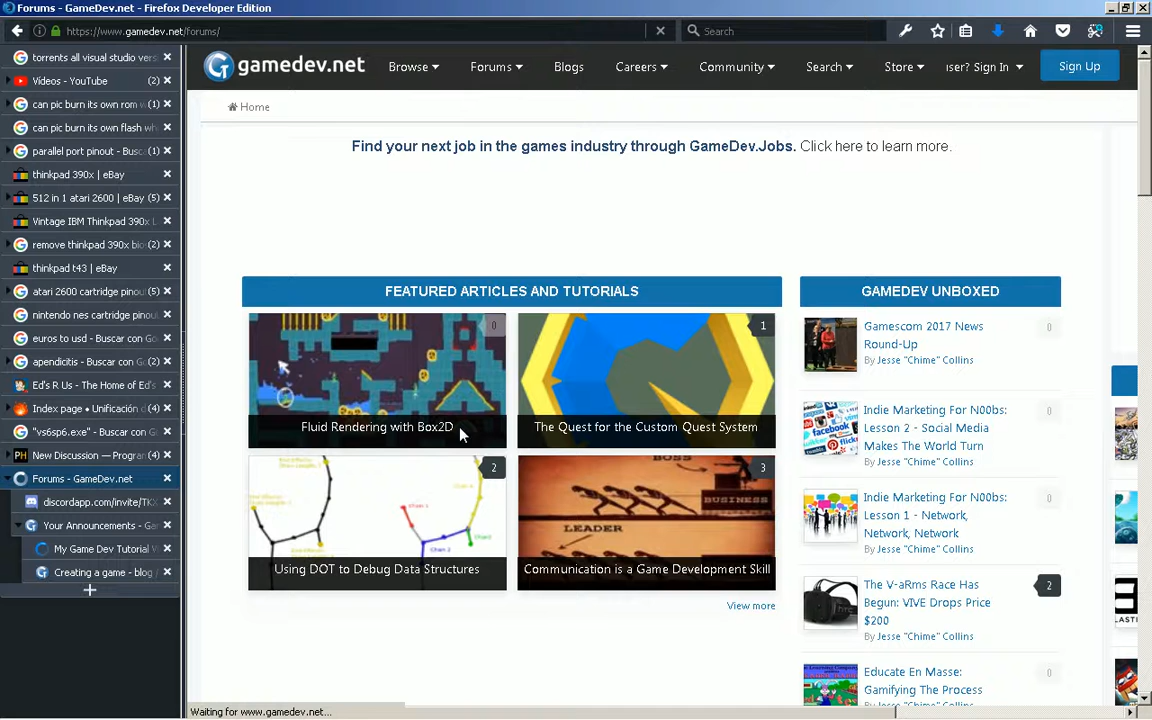 Forums - GameDev.net - Firefox Developer Edition
https://www.gamedev.net/forums/
Search
torrents all visual studio vers
Vídeos - YouTube (2)
can pic burn its own rom w (1)
can pic burn its own flash wh
parallel port pinout - Busc (1)
thinkpad 390x | eBay
512 in 1 atari 2600 | eBay (5)
Vintage IBM Thinkpad 390x L
remove thinkpad 390x bio (2)
thinkpad t43 | eBay
atari 2600 cartridge pinou (5)
nintendo nes cartridge pinou
euros to usd - Buscar con Go
apendicitis - Buscar con G (2)
Ed's R Us - The Home of Ed's
Index page • Unificación d (4)
"vs6sp6.exe" - Buscar con G
New Discussion — Program (4)
Forums - GameDev.net
discordapp.com/invite/TK
Your Announcements - Ga
My Game Dev Tutorial V
Creating a game - blog /
gamedev.net
Browse
Forums
Blogs
Careers
Community
Search
Store
ıser? Sign In
Sign Up
Home
Find your next job in the games industry through GameDev.Jobs. Click here to learn more.
FEATURED ARTICLES AND TUTORIALS
0
Fluid Rendering with Box2D
1
The Quest for the Custom Quest System
2
Using DOT to Debug Data Structures
3
BOSS
BUSINESS
LEADER
Communication is a Game Development Skill
View more
GAMEDEV UNBOXED
Gamescom 2017 News
Round-Up
By Jesse "Chime" Collins
0
Indie Marketing For N00bs:
Lesson 2 - Social Media
Makes The World Turn
By Jesse "Chime" Collins
0
Indie Marketing For N00bs:
Lesson 1 - Network,
Network, Network
By Jesse "Chime" Collins
0
The V-aRms Race Has
Begun: VIVE Drops Price
$200
By Jesse "Chime" Collins
2
Educate En Masse:
Gamifying The Process
By Jesse "Chime" Collins
0
Waiting for www.gamedev.net...